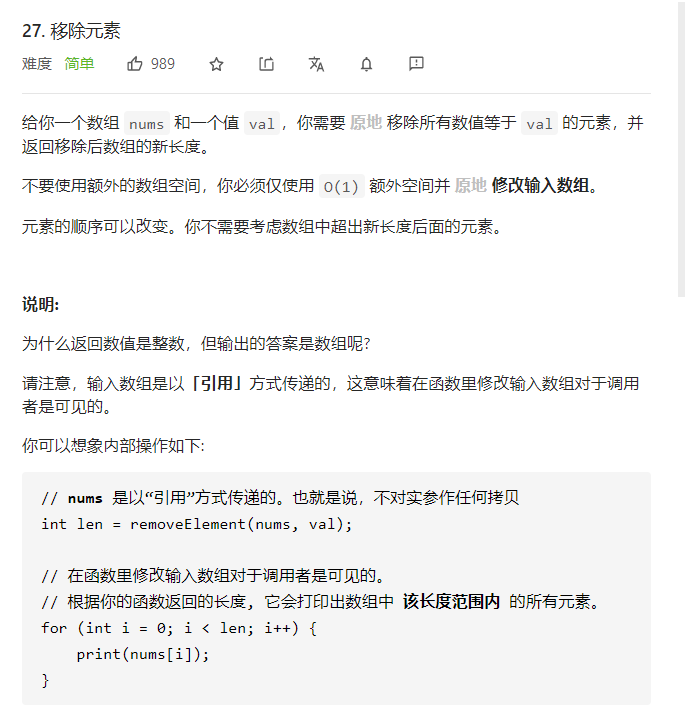 27. 移除元素
难度 简单 989
给你一个数组 nums 和一个值 val ，你需要 原地 移除所有数值等于 val 的元素，并
返回移除后数组的新长度。
不要使用额外的数组空间，你必须仅使用 O(1) 额外空间并 原地 修改输入数组。
元素的顺序可以改变。你不需要考虑数组中超出新长度后面的元素。
说明:
为什么返回数值是整数，但输出的答案是数组呢?
请注意，输入数组是以「引用」方式传递的，这意味着在函数里修改输入数组对于调用
者是可见的。
你可以想象内部操作如下:
// nums 是以“引用”方式传递的。也就是说，不对实参作任何拷贝
int len = removeElement(nums, val);
// 在函数里修改输入数组对于调用者是可见的。
// 根据你的函数返回的长度, 它会打印出数组中 该长度范围内 的所有元素。
for (int i = 0; i < len; i++) {
    print(nums[i]);
}